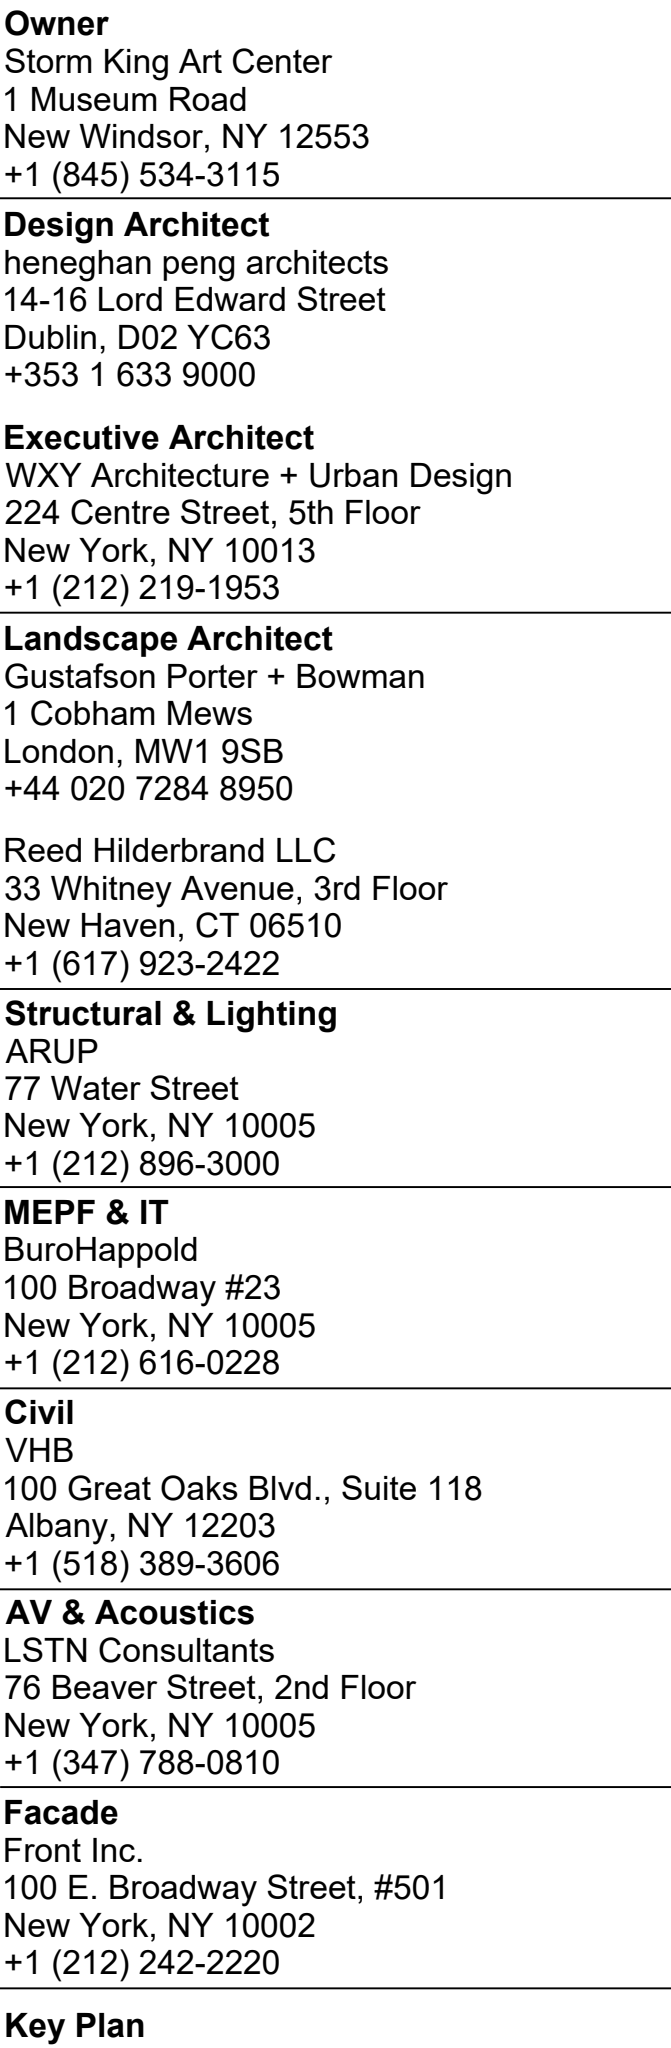 Owner
Storm King Art Center
1 Museum Road
New Windsor, NY 12553
+1 (845) 534-3115
Design Architect
heneghan peng architects
14-16 Lord Edward Street
Dublin, D02 YC63
+353 1 633 9000
Executive Architect
WXY Architecture + Urban Design
224 Centre Street, 5th Floor
New York, NY 10013
+1 (212) 219-1953
Landscape Architect
Gustafson Porter + Bowman
1 Cobham Mews
London, MW1 9SB
+44 020 7284 8950
Reed Hilderbrand LLC
33 Whitney Avenue, 3rd Floor
New Haven, CT 06510
+1 (617) 923-2422
Structural & Lighting
ARUP
77 Water Street
New York, NY 10005
+1 (212) 896-3000
MEPF & IT
BuroHappold
100 Broadway #23
New York, NY 10005
+1 (212) 616-0228
Civil
VHB
100 Great Oaks Blvd., Suite 118
Albany, NY 12203
+1 (518) 389-3606
AV & Acoustics
LSTN Consultants
76 Beaver Street, 2nd Floor
New York, NY 10005
+1 (347) 788-0810
Facade
Front Inc.
100 E. Broadway Street, #501
New York, NY 10002
+1 (212) 242-2220
Key Plan